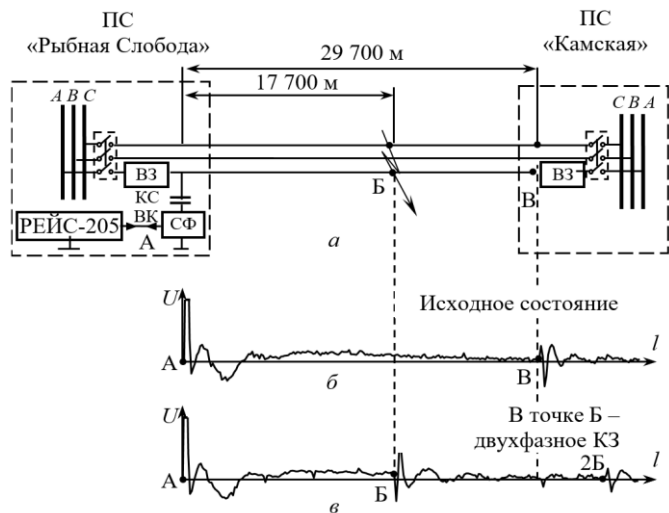 ПС
«Рыбная Слобода»
ПС
«Камская»
29 700 м
17 700 м
A B C
C B A
ВЗ
ВЗ
КС
Б
В
РЕЙС-205
ВК
СФ
А
а
U
Исходное состояние
А
б
В
l
U
В точке Б –
двухфазное КЗ
2Б
l
А
Б
в